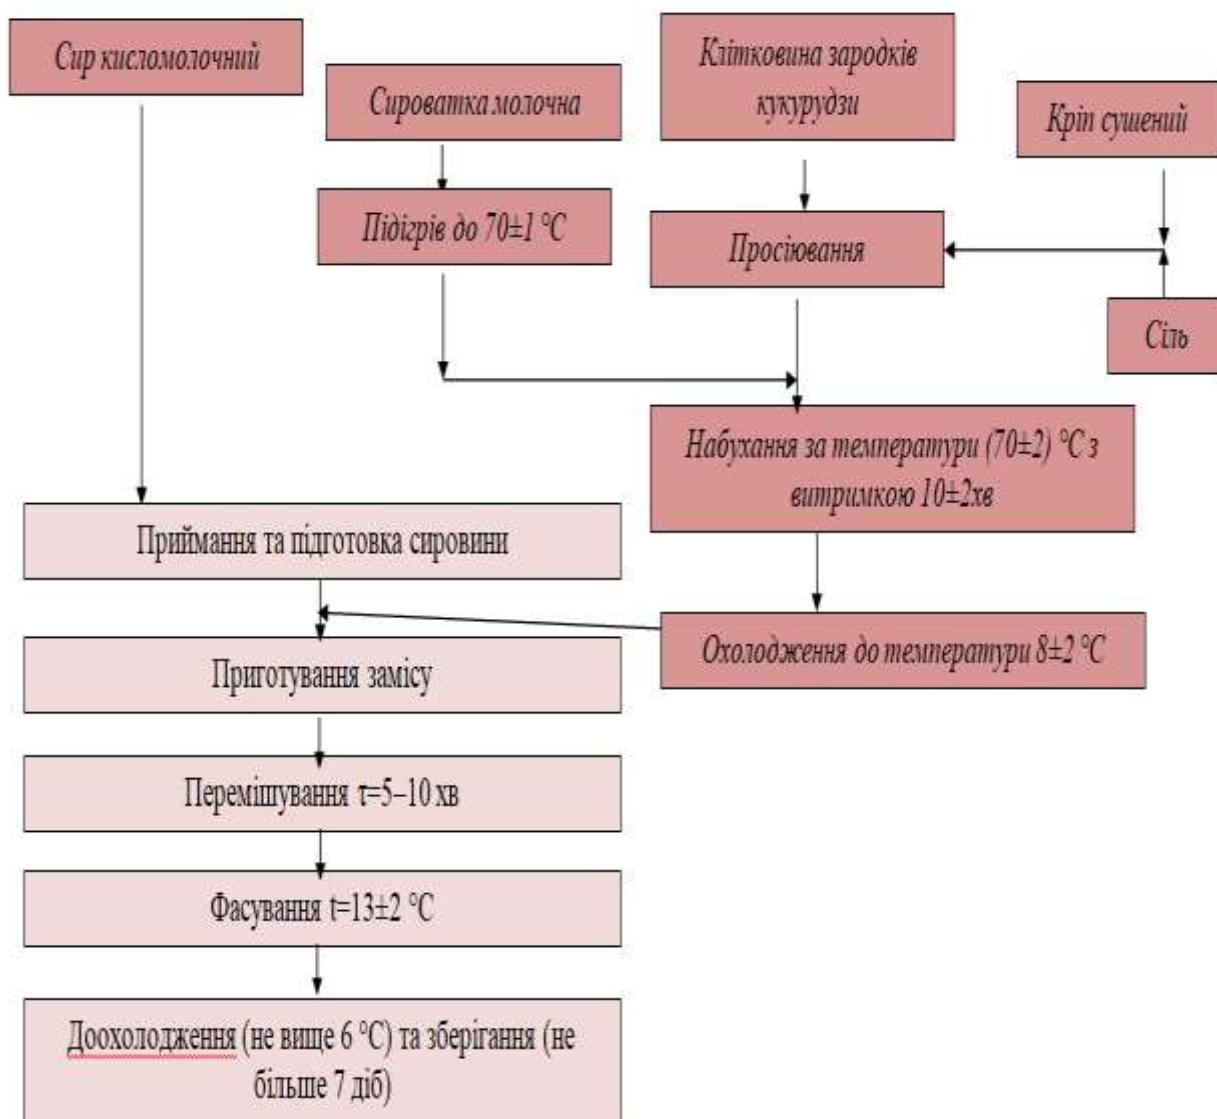 Сир кисломолочний
Сироватка молочна
Клітковина зародків
кукурудзи
Кріп сушений
Підігрів до 70±1 °С
Просіювання
Сіль
Набухання за температури (70±2) °С з
витримкою 10±2хв
Приймання та підготовка сировини
Охолодження до температури 8±2 °С
Приготування замісу
Перемішування τ=5–10 хв
Фасування t=13±2 °С
Доохолодження (не вище 6 °С) та зберігання (не
більше 7 діб)